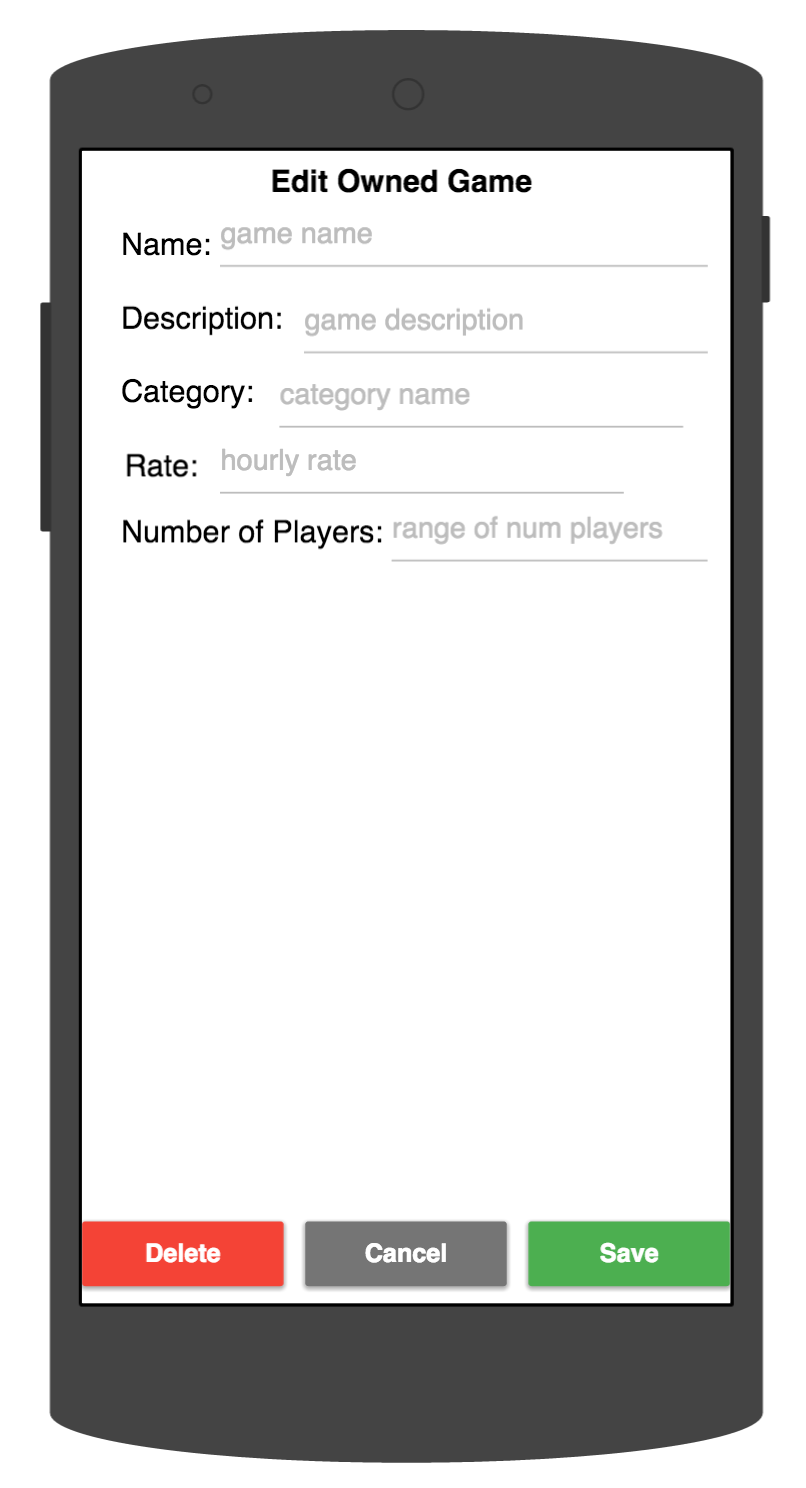 Edit Owned Game
Name: game name
Description: game description
Category: category name
Rate: hourly rate
Number of Players: range of num players
Delete Cancel Save